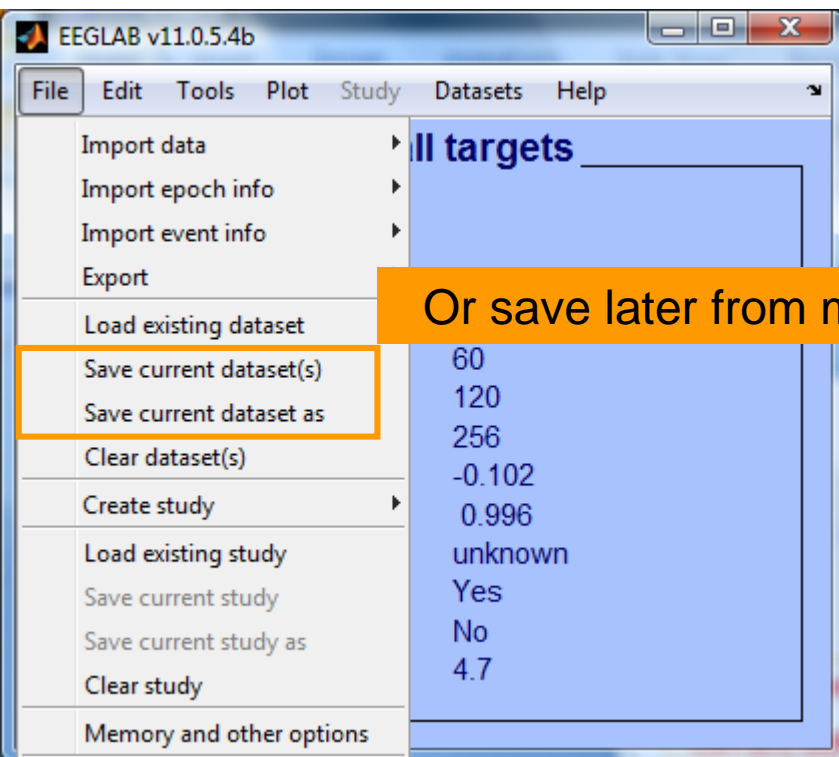 EEGLAB v11.0.5.4b
File Edit Tools Plot Study Datasets Help
Import data
Import epoch info
Import event info
Export
Load existing dataset
Save current dataset(s)
Save current dataset as
Clear dataset(s)
Create study
Load existing study
Save current study
Save current study as
Clear study
Memory and other options
all targets
Or save later from
60
120
256
-0.102
0.996
unknown
Yes
No
4.7